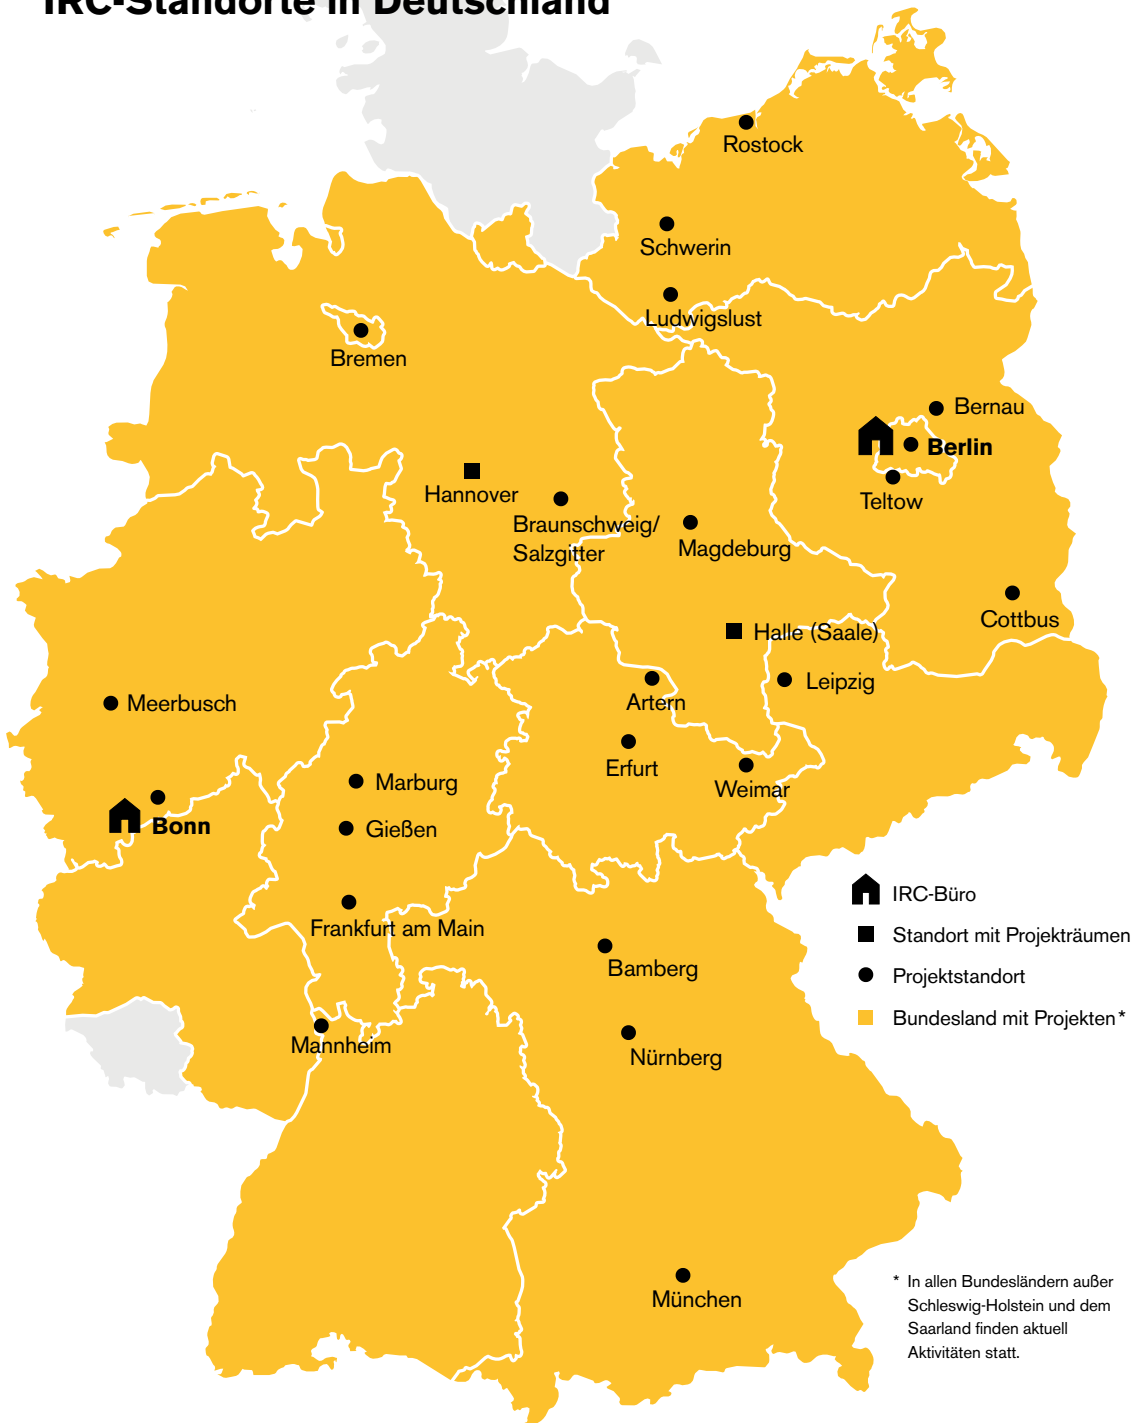 IRC-Standorte in Deutschland
Rostock
Schwerin
Ludwigslust
Bremen
Bernau
Berlin
Hannover
Teltow
Braunschweig/
Salzgitter
Magdeburg
Cottbus
Halle (Saale)
Leipzig
Meerbusch
Artern
Erfurt
Marburg
Weimar
Bonn
Gießen
IRC-Büro
Frankfurt am Main
Standort mit Projekträumen
Bamberg
Projektstandort
Bundesland mit Projekten*
Mannheim
Nürnberg
* In allen Bundesländern außer
Schleswig-Holstein und dem
Saarland finden aktuell
Aktivitäten statt.
München